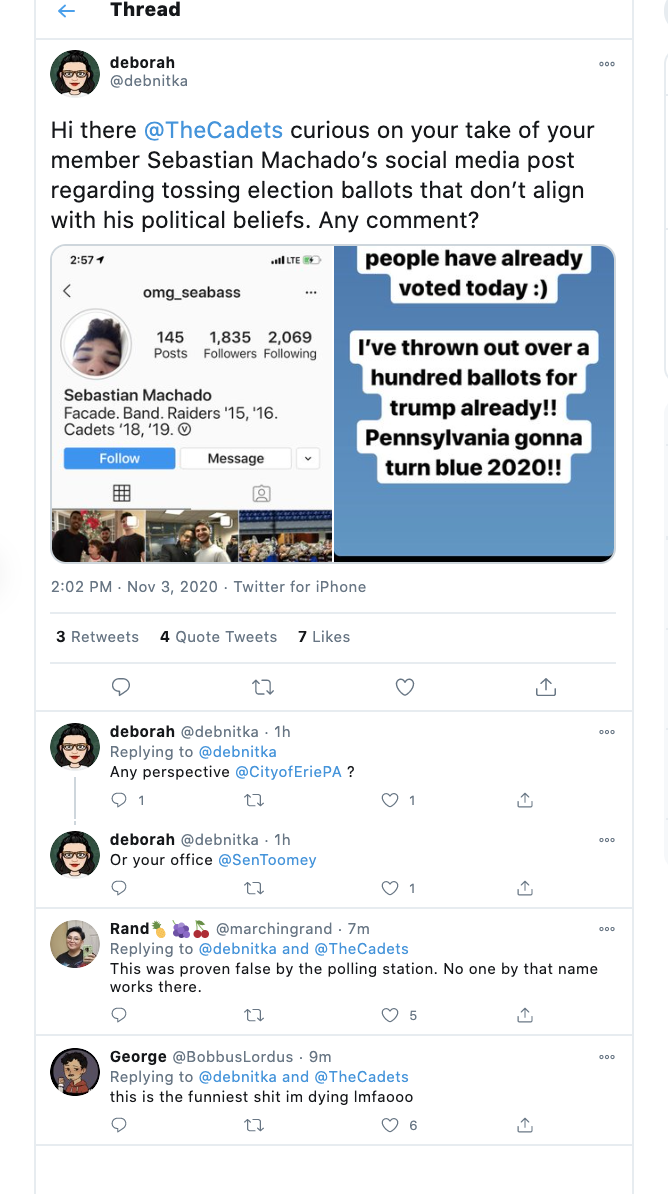 Thread
deborah
@debnitka
Hi there @TheCadets curious on your take of your
member Sebastian Machado’s social media post
regarding tossing election ballots that don’t align
with his political beliefs. Any comment?
2:57
LTE
omg_seabass
145
1,835
2,069
Posts
Followers
Following
Sebastian Machado
Facade. Band. Raiders '15, '16.
Cadets '18, '19. Ⓥ
Follow
Message
people have already
voted today :)
I’ve thrown out over a
hundred ballots for
trump already!!
Pennsylvania gonna
turn blue 2020!!
2:02 PM · Nov 3, 2020 · Twitter for iPhone
3 Retweets 4 Quote Tweets 7 Likes
deborah @debnitka · 1h
Replying to @debnitka
Any perspective @CityofEriePA ?
1
1
deborah @debnitka · 1h
Or your office @SenToomey
1
Rand🍍🍇🍒 @marchingrand · 7m
Replying to @debnitka and @TheCadets
This was proven false by the polling station. No one by that name
works there.
5
George @BobbusLordus · 9m
Replying to @debnitka and @TheCadets
this is the funniest shit im dying lmfaooo
6